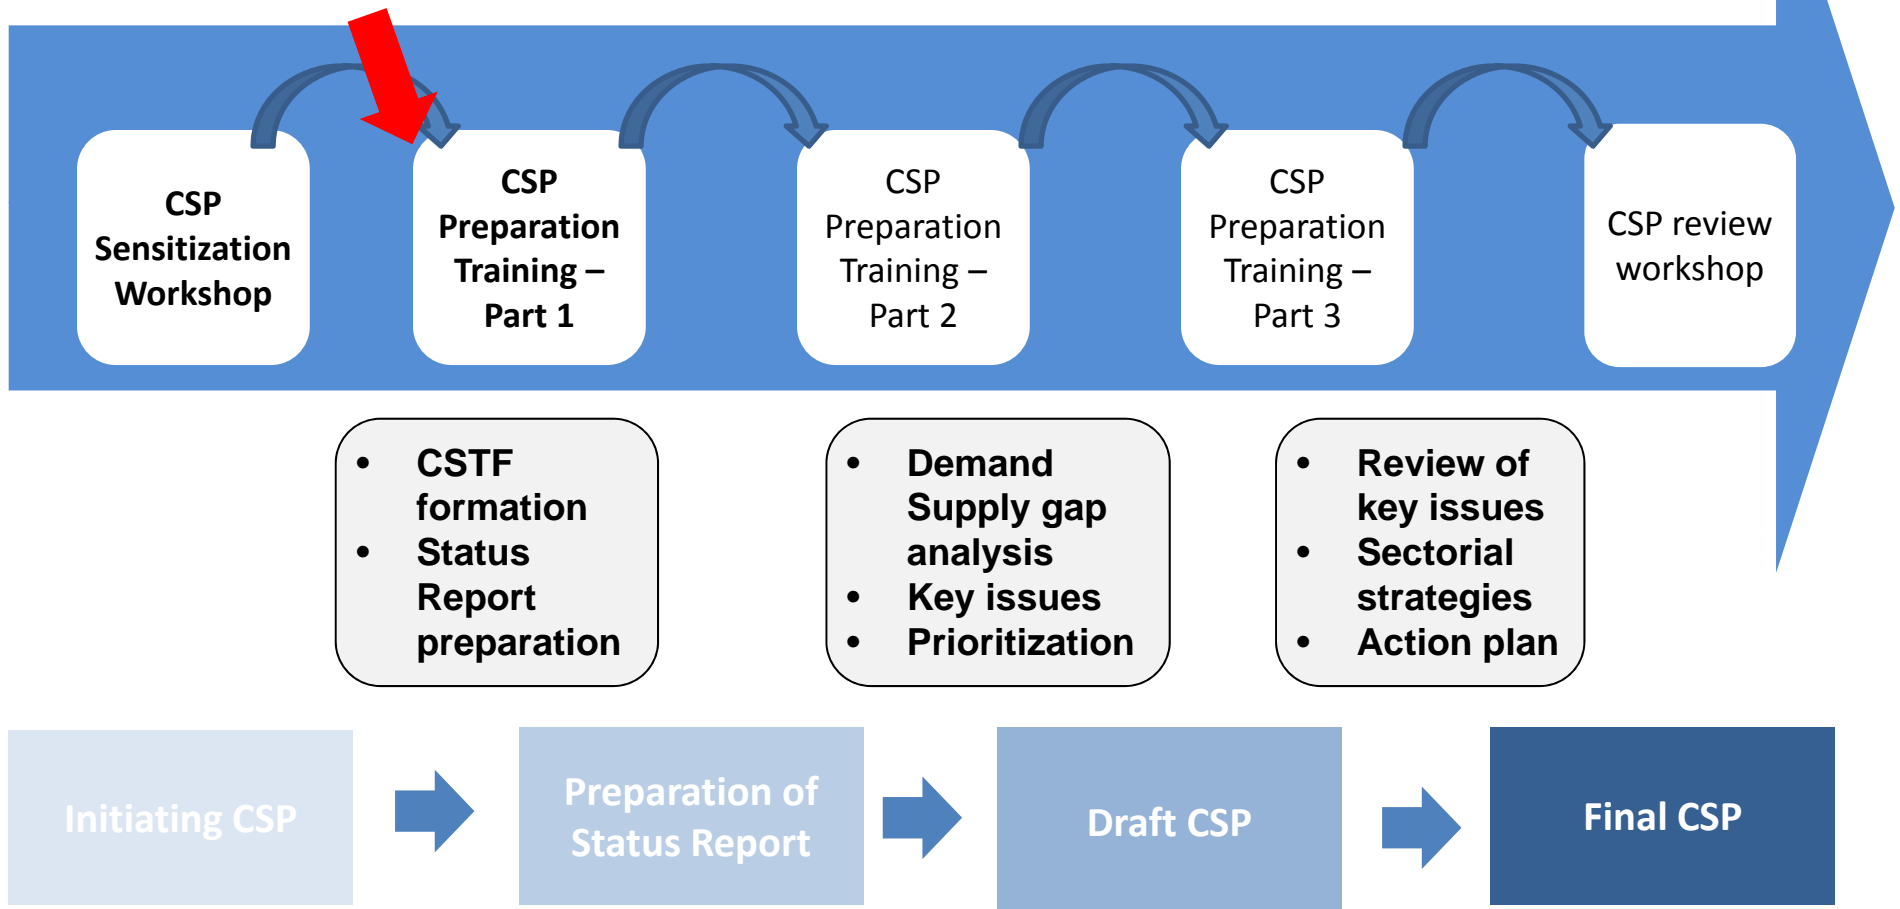 CSP
Sensitization
Workshop
CSP
Preparation
Training –
Part 1
CSP
Preparation
Training –
Part 2
CSP
Preparation
Training –
Part 3
CSP review
workshop
• CSTF
formation
• Status
Report
preparation
• Demand
Supply gap
analysis
• Key issues
• Prioritization
• Review of
key issues
• Sectorial
strategies
• Action plan
Initiating CSP
Preparation of
Status Report
Draft CSP
Final CSP